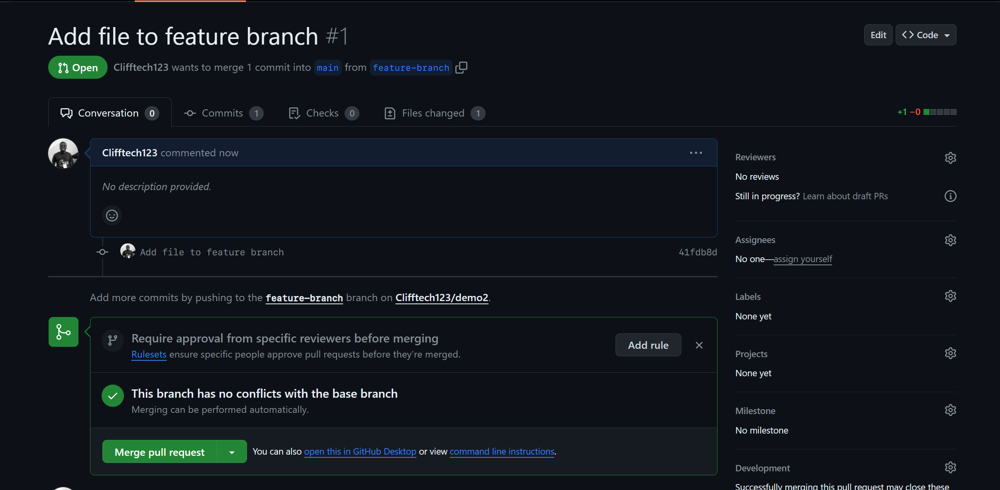 Add file to feature branch #1
Edit
Code
Open
Clifftech123 wants to merge 1 commit into main from feature-branch
Conversation 0
Commits 1
Checks 0
Files changed 1
+1 −0
Clifftech123 commented now
No description provided.
Add file to feature branch
41fdb8d
Add more commits by pushing to the feature-branch branch on Clifftech123/demo2.
Require approval from specific reviewers before merging
Rulesets ensure specific people approve pull requests before they're merged.
Add rule
This branch has no conflicts with the base branch
Merging can be performed automatically.
Merge pull request
You can also open this in GitHub Desktop or view command line instructions.
Reviewers
No reviews
Still in progress? Learn about draft PRs
Assignees
No one—assign yourself
Labels
None yet
Projects
None yet
Milestone
No milestone
Development
Successfully merging this pull request may close these